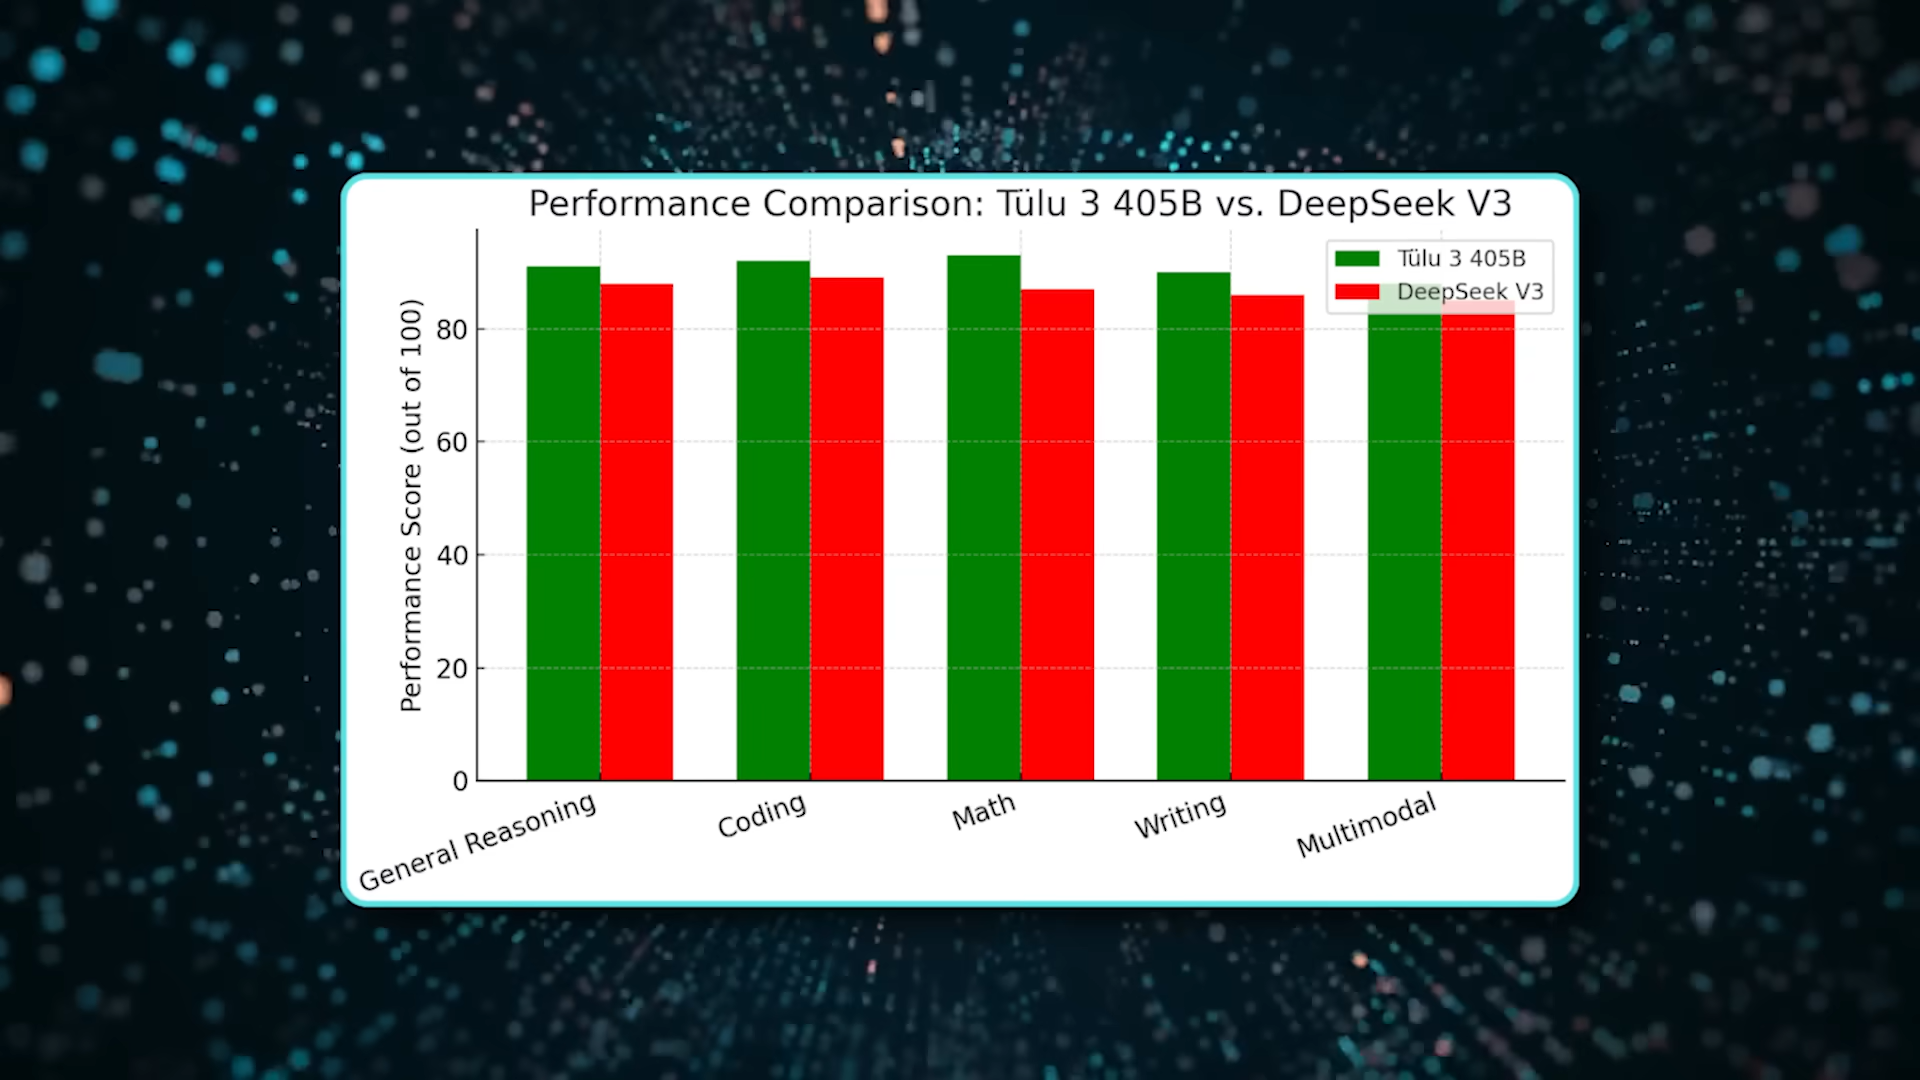 Performance Comparison: Tülu 3 405B vs. DeepSeek V3
Tülu 3 405B
DeepSeek V3
Performance Score (out of 100)
80
60
40
20
0
General Reasoning
Coding
Math
Writing
Multimodal